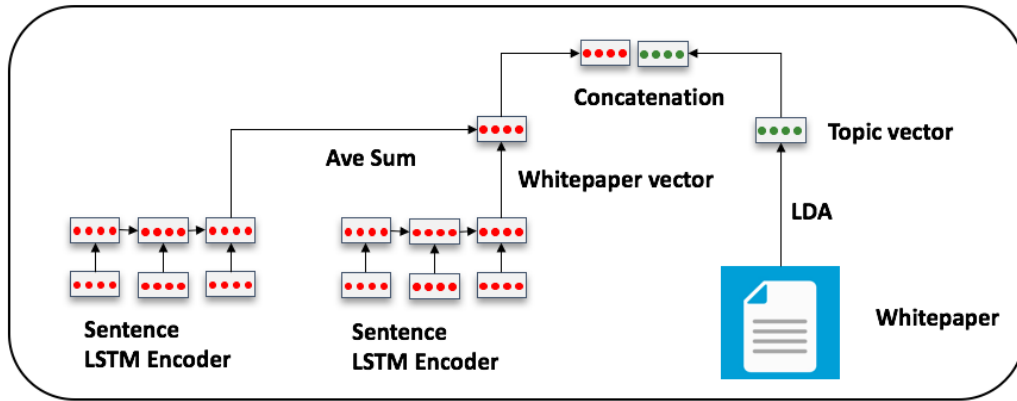 Concatenation
Ave Sum
Topic vector
Whitepaper vector
LDA
Sentence
LSTM Encoder
Sentence
LSTM Encoder
Whitepaper